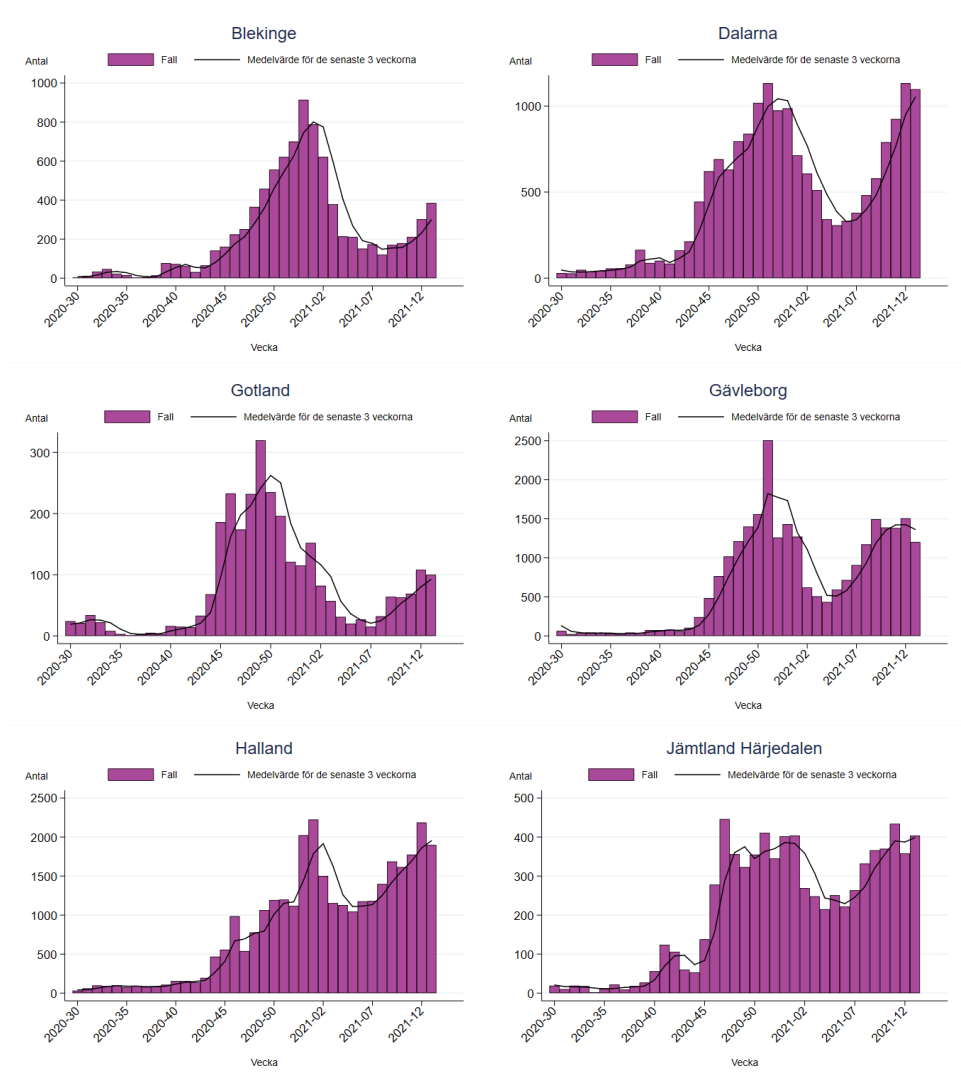 Blekinge
Antal
Fall
Medelvärde för de senaste 3 veckorna
1000
800
600
400
200
0
2020-30
2020-35
2020-40
2020-45
2020-50
2021-02
2021-07
2021-12
Vecka
Dalarna
Antal
Fall
Medelvärde för de senaste 3 veckorna
1000
500
0
2020-30
2020-35
2020-40
2020-45
2020-50
2021-02
2021-07
2021-12
Vecka
Gotland
Antal
Fall
Medelvärde för de senaste 3 veckorna
300
200
100
0
2020-30
2020-35
2020-40
2020-45
2020-50
2021-02
2021-07
2021-12
Vecka
Gävleborg
Antal
Fall
Medelvärde för de senaste 3 veckorna
2500
2000
1500
1000
500
0
2020-30
2020-35
2020-40
2020-45
2020-50
2021-02
2021-07
2021-12
Vecka
Halland
Antal
Fall
Medelvärde för de senaste 3 veckorna
2500
2000
1500
1000
500
0
2020-30
2020-35
2020-40
2020-45
2020-50
2021-02
2021-07
2021-12
Vecka
Jämtland Härjedalen
Antal
Fall
Medelvärde för de senaste 3 veckorna
500
400
300
200
100
0
2020-30
2020-35
2020-40
2020-45
2020-50
2021-02
2021-07
2021-12
Vecka